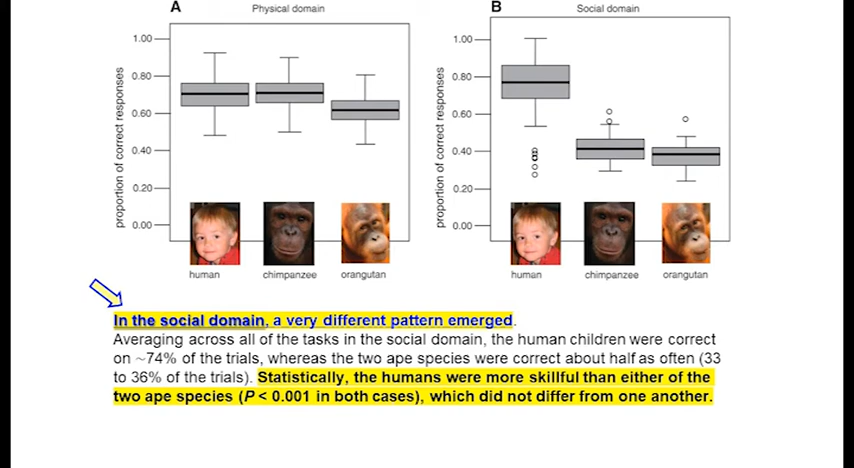 A Physical domain
proportion of correct responses
1.00
0.80
0.60
0.40
0.20
0.00
human chimpanzee orangutan
B Social domain
proportion of correct responses
1.00
0.80
0.60
0.40
0.20
0.00
human chimpanzee orangutan
In the social domain, a very different pattern emerged.
Averaging across all of the tasks in the social domain, the human children were correct
on ~74% of the trials, whereas the two ape species were correct about half as often (33
to 36% of the trials). Statistically, the humans were more skillful than either of the
two ape species (P < 0.001 in both cases), which did not differ from one another.